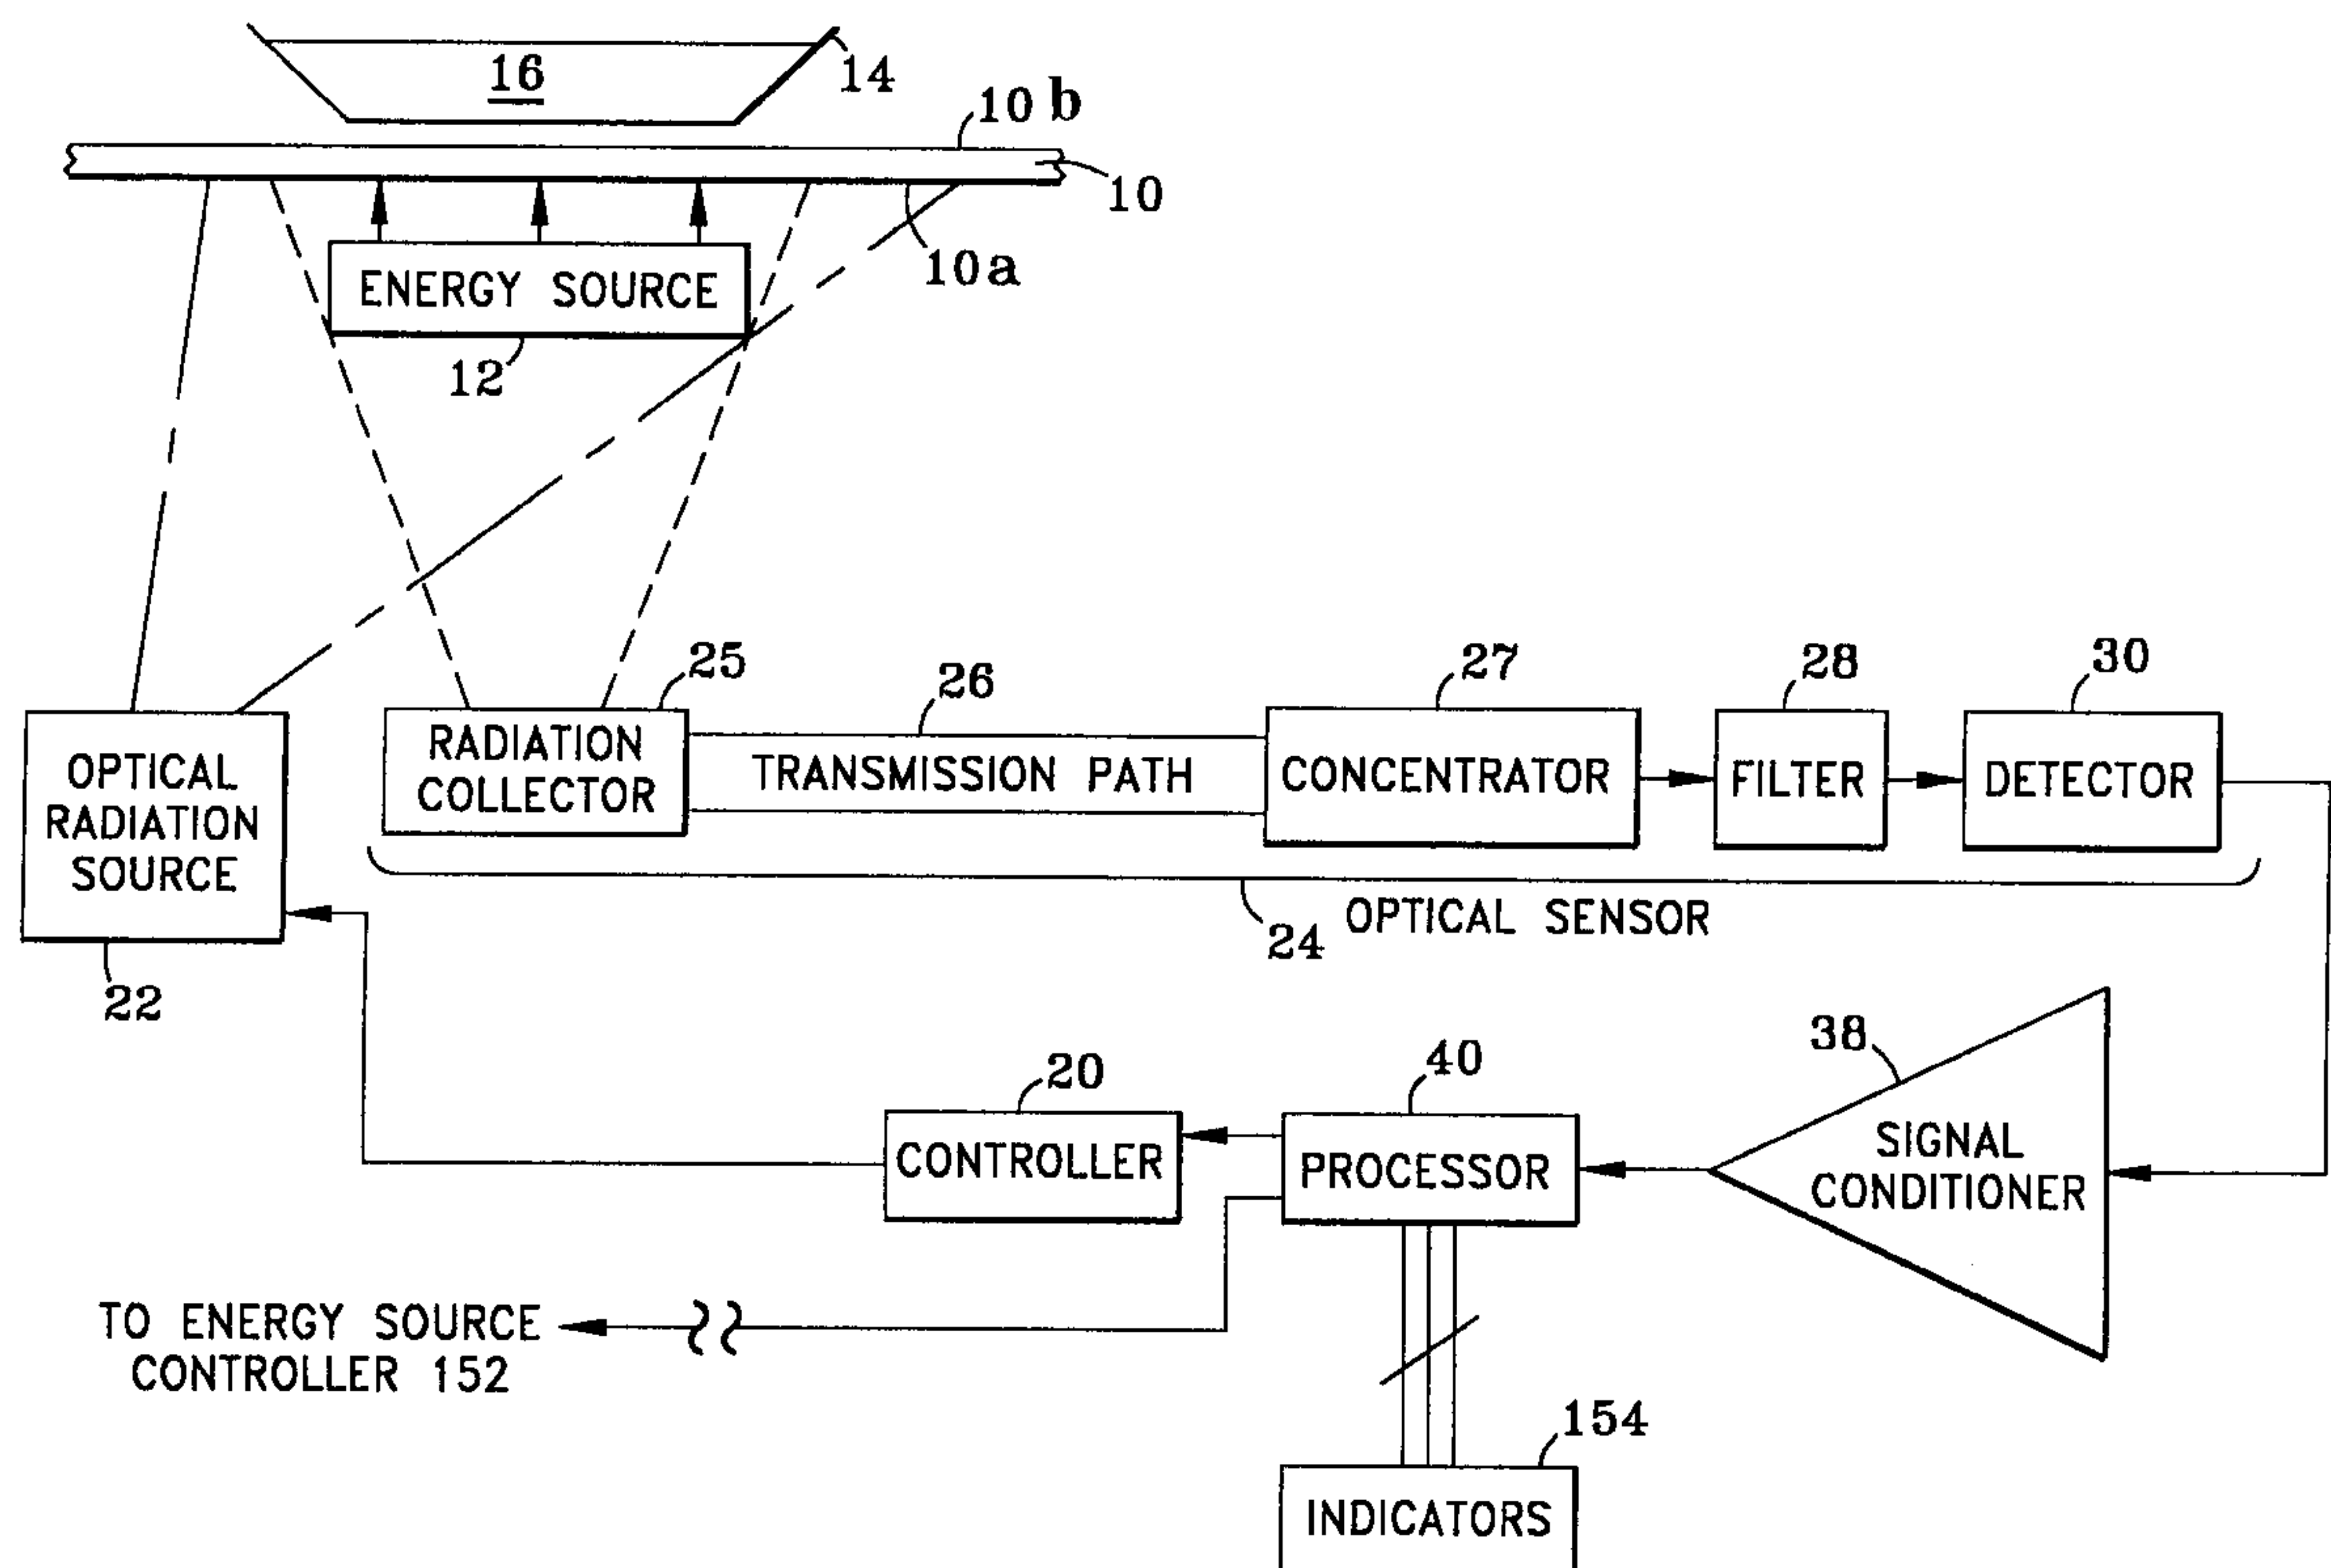 16
14
10 b
10
10a
ENERGY SOURCE
12
25
26
27
28
30
OPTICAL
RADIATION
SOURCE
22
RADIATION
COLLECTOR
TRANSMISSION PATH
CONCENTRATOR
FILTER
DETECTOR
24
OPTICAL SENSOR
20
CONTROLLER
40
PROCESSOR
38
SIGNAL
CONDITIONER
TO ENERGY SOURCE
CONTROLLER 152
154
INDICATORS